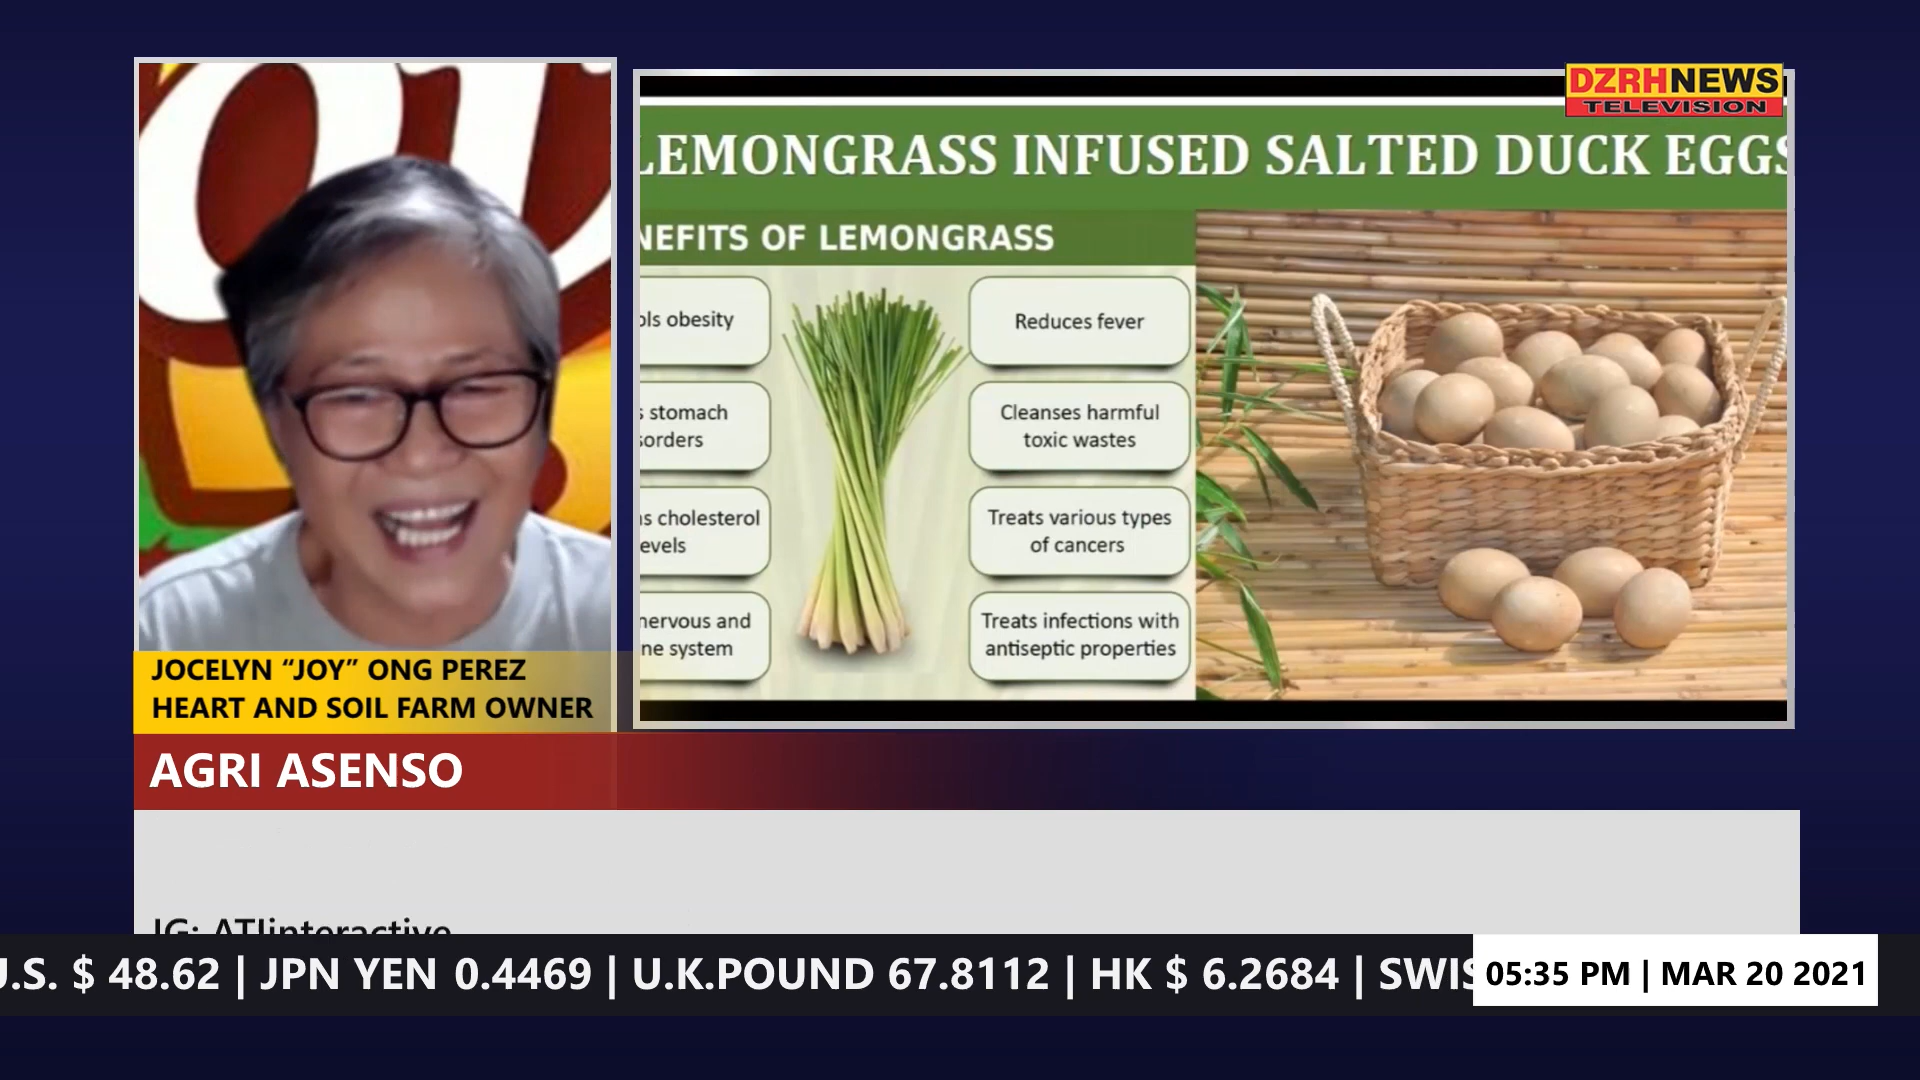 DZRHNEWS
TELEVISION
LEMONGRASS INFUSED SALTED DUCK EGGS
NEFITS OF LEMONGRASS
ols obesity
Reduces fever
s stomach
sorders
Cleanses harmful
toxic wastes
s cholesterol
evels
Treats various types
of cancers
nervous and
ne system
Treats infections with
antiseptic properties
JOCELYN “JOY” ONG PEREZ
HEART AND SOIL FARM OWNER
AGRI ASENSO
IG: ATIinteractive
U.S. $ 48.62 | JPN YEN 0.4469 | U.K.POUND 67.8112 | HK $ 6.2684 | SWIS
05:35 PM | MAR 20 2021